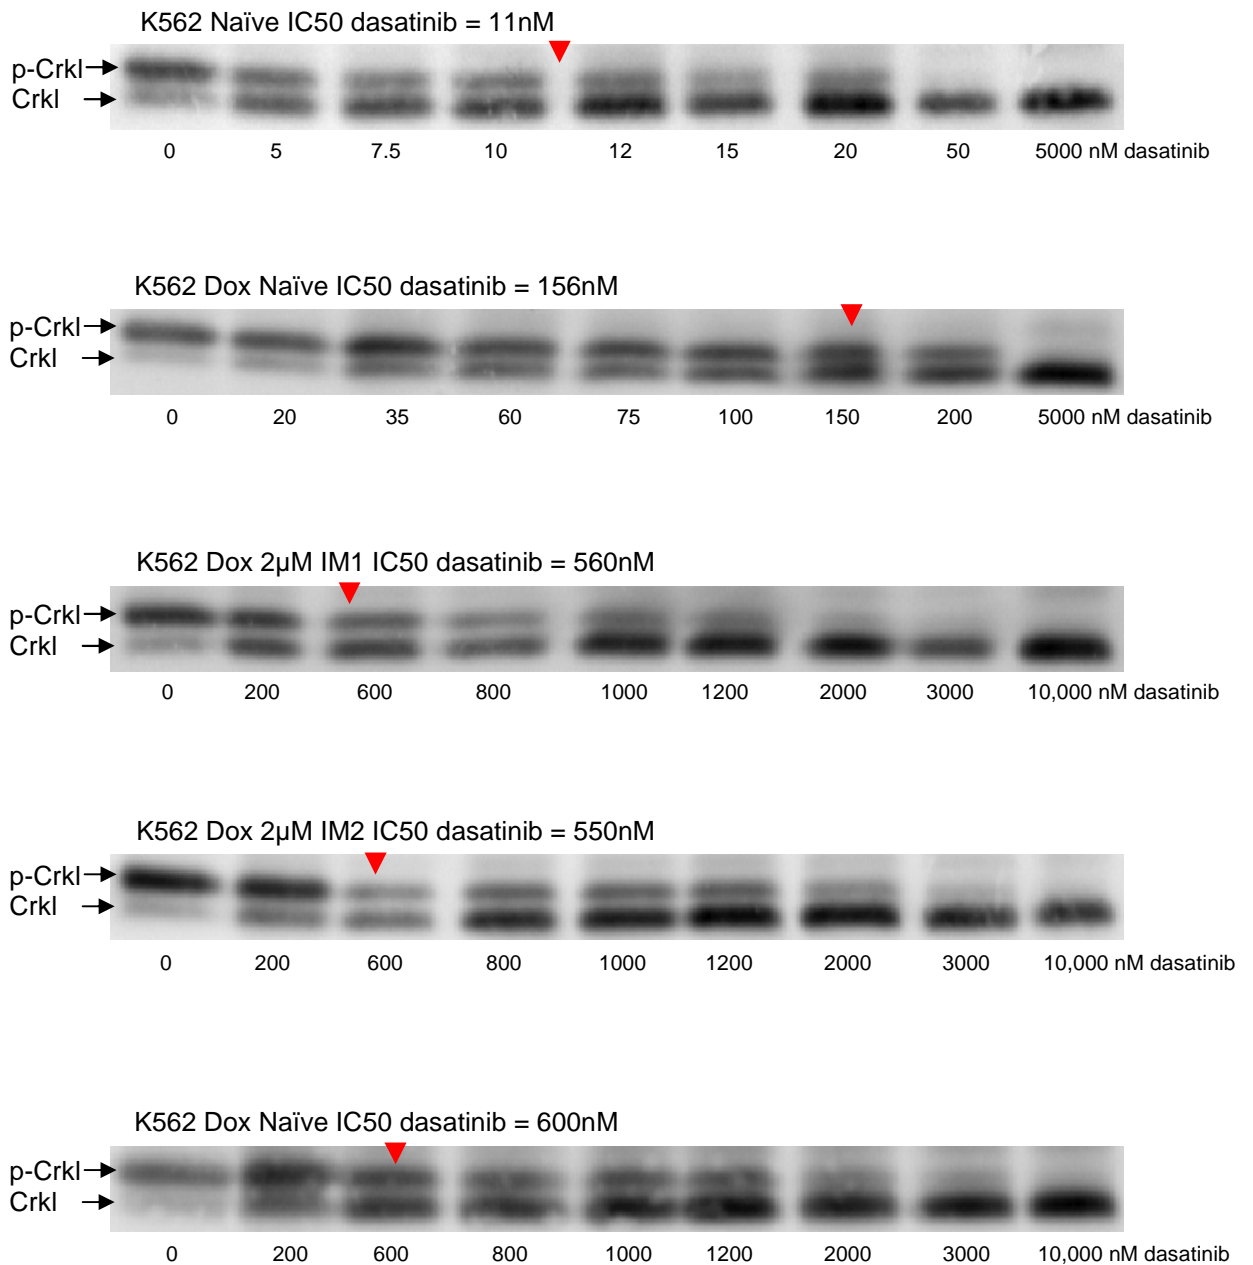 K562 Naïve IC50 dasatinib = 11nM
p-Crkl
Crkl
0 5 7.5 10 12 15 20 50 5000 nM dasatinib
K562 Dox Naïve IC50 dasatinib = 156nM
p-Crkl
Crkl
0 20 35 60 75 100 150 200 5000 nM dasatinib
K562 Dox 2µM IM1 IC50 dasatinib = 560nM
p-Crkl
Crkl
0 200 600 800 1000 1200 2000 3000 10,000 nM dasatinib
K562 Dox 2µM IM2 IC50 dasatinib = 550nM
p-Crkl
Crkl
0 200 600 800 1000 1200 2000 3000 10,000 nM dasatinib
K562 Dox Naïve IC50 dasatinib = 600nM
p-Crkl
Crkl
0 200 600 800 1000 1200 2000 3000 10,000 nM dasatinib